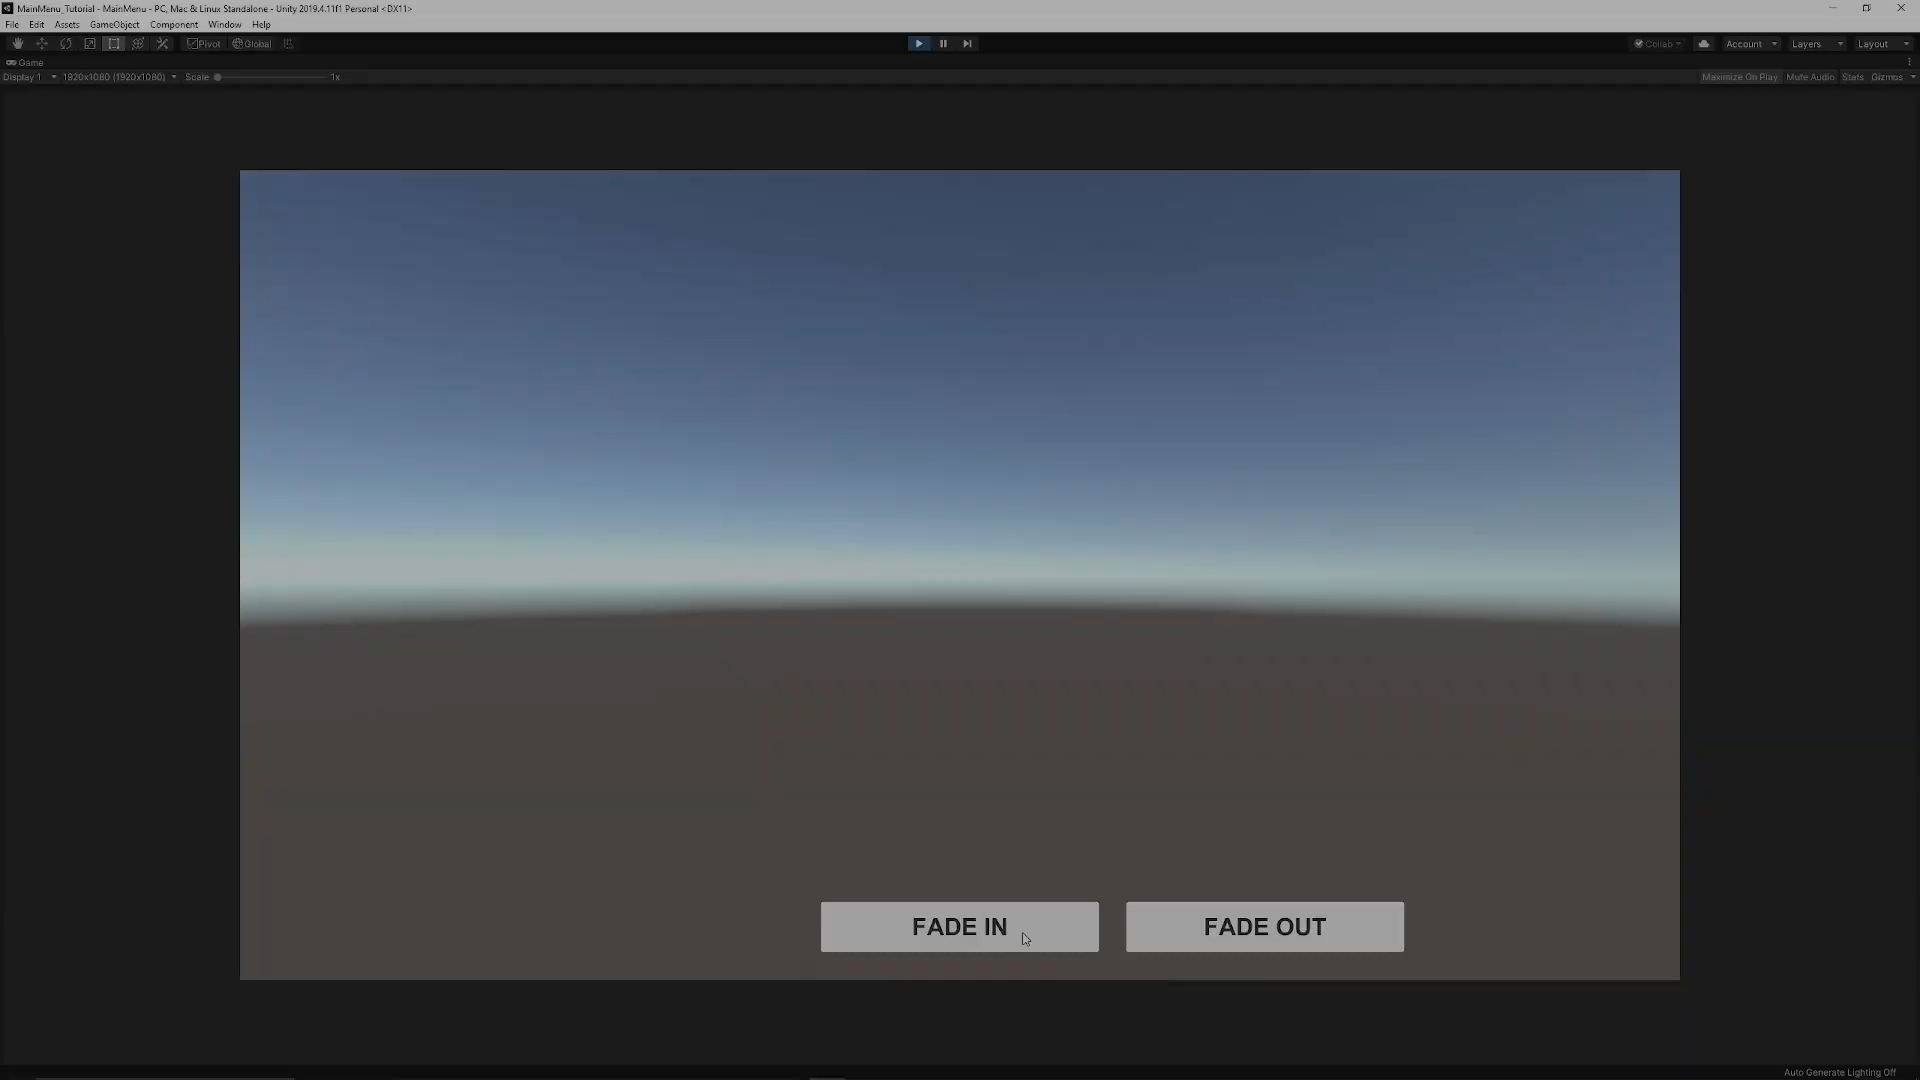 MainMenu_Tutorial - MainMenu - PC, Mac & Linux Standalone - Unity 2019.4.11f1 Personal <DX11>
File Edit Assets GameObject Component Window Help
Pivot Global Collab Account Layers Layout
Game
Display 1 1920x1080 (1920x1080) Scale 1x Maximize On Play Mute Audio Stats Gizmos
FADE IN FADE OUT
Auto Generate Lighting Off